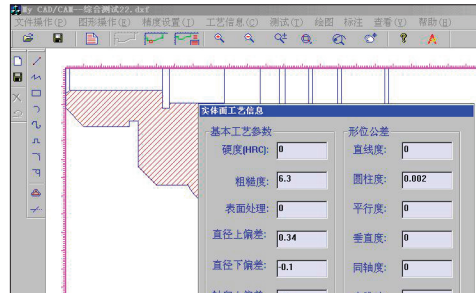 My CAD/CAM--综合测试22.dxf
文件操作(F) 图形操作(E) 精度设置(I) 工艺信息(C) 测试(T) 绘图 标注 查看(V) 帮助(H)
实体面工艺信息
基本工艺参数 形位公差
硬度(HRC): 0 直线度: 0
粗糙度: 6.3 圆柱度: 0.002
表面处理: 0 平行度: 0
直径上偏差: 0.34 垂直度: 0
直径下偏差: -0.1 同轴度: 0